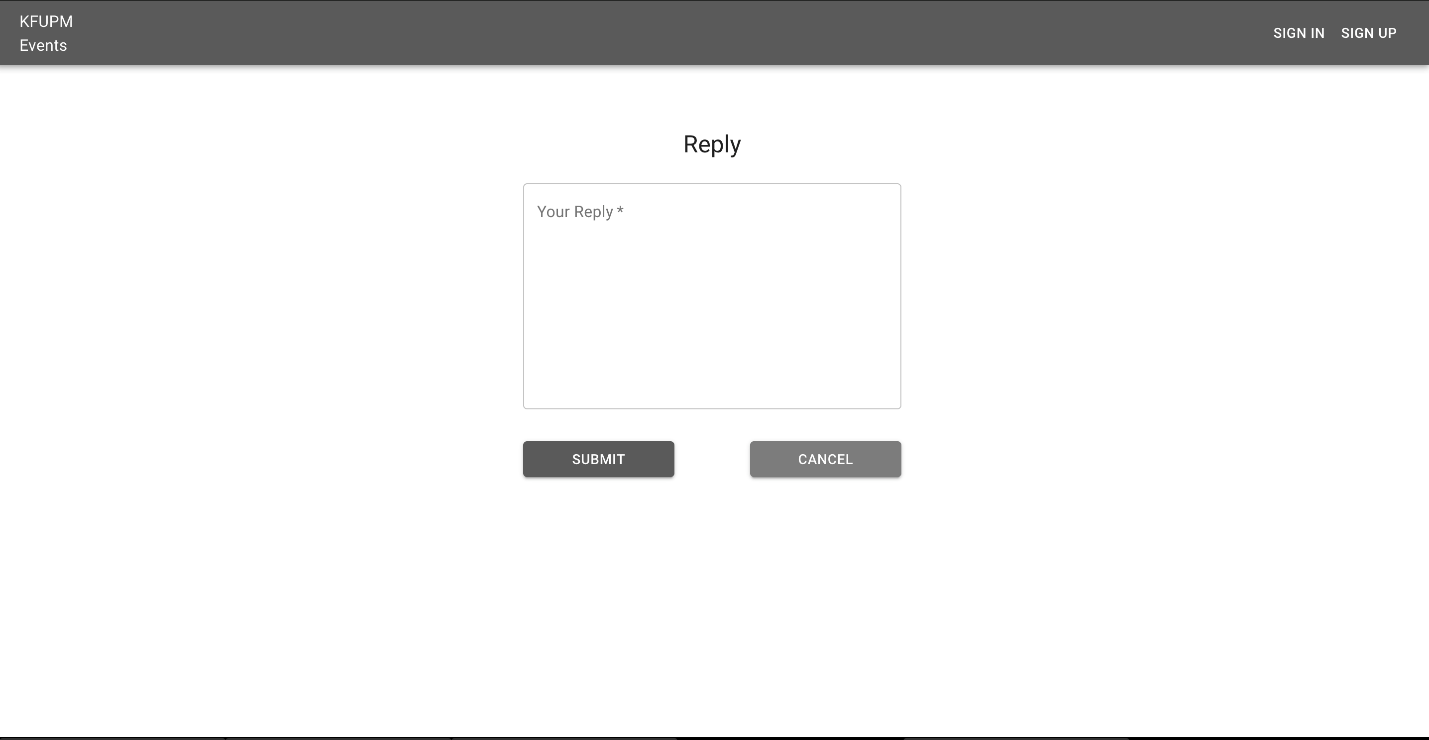 KFUPM
Events
SIGN IN SIGN UP
Reply
Your Reply *
SUBMIT CANCEL